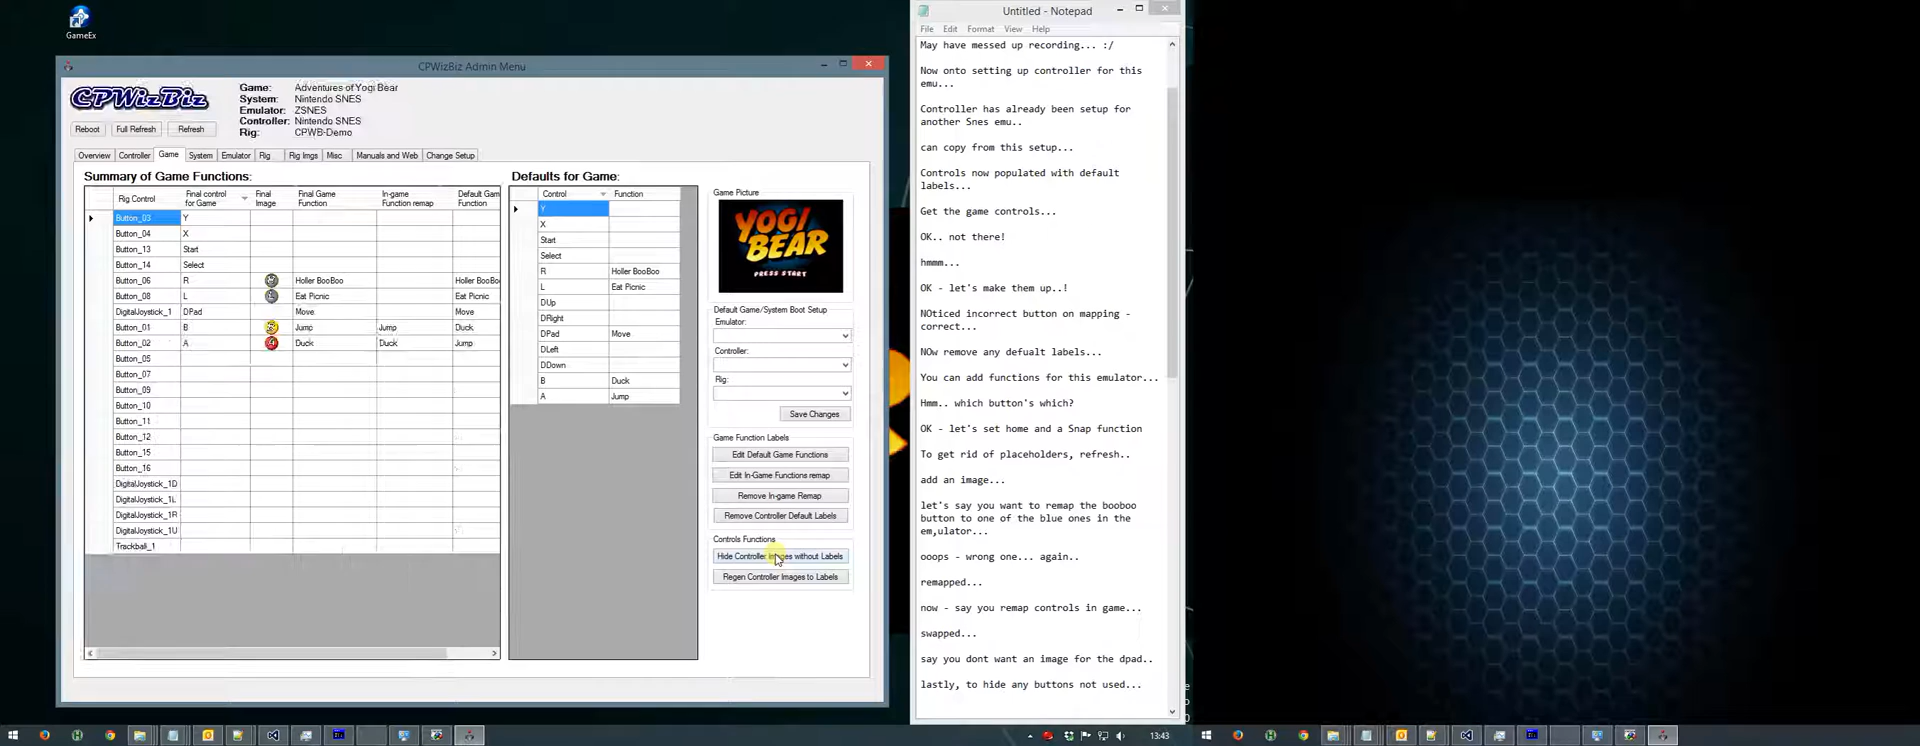 GameEx
CPWizBiz Admin Menu
CPWizBiz
Game: Adventures of Yogi Bear
System: Nintendo SNES
Emulator: ZSNES
Controller: Nintendo SNES
Rig: CPWB-Demo
Reboot Full Refresh Refresh
Overview Controller Game System Emulator Rig Rig Imgs Misc Manuals and Web Change Setup
Summary of Game Functions:
Rig Control Final control for Game Final Image Final Game Function In-game Function remap Default Gam Function
Button_03 Y
Button_04 X
Button_13 Start
Button_14 Select
Button_06 R Holler BooBoo Holler BooBo
Button_08 L Eat Picnic Eat Picnic
DigitalJoystick_1 DPad Move Move
Button_01 B Jump Jump Duck
Button_02 A Duck Duck Jump
Button_05
Button_07
Button_09
Button_10
Button_11
Button_12
Button_15
Button_16
DigitalJoystick_1D
DigitalJoystick_1L
DigitalJoystick_1R
DigitalJoystick_1U
Trackball_1
Defaults for Game:
Control Function
Y
X
Start
Select
R Holler BooBoo
L Eat Picnic
DUp
DRight
DPad Move
DLeft
DDown
B Duck
A Jump
Game Picture
YOGI
BEAR
PRESS START
Default Game/System Boot Setup
Emulator:
Controller:
Rig:
Save Changes
Game Function Labels
Edit Default Game Functions
Edit In-Game Functions remap
Remove In-game Remap
Remove Controller Default Labels
Controls Functions
Hide Controller Images without Labels
Regen Controller Images to Labels
Untitled - Notepad
File Edit Format View Help
May have messed up recording... :/
Now onto setting up controller for this
emu...
Controller has already been setup for
another Snes emu..
can copy from this setup...
Controls now populated with default
labels...
Get the game controls...
OK.. not there!
hmmm...
OK - let's make them up..!
NOticed incorrect button on mapping -
correct...
NOw remove any defualt labels...
You can add functions for this emulator...
Hmm.. which button's which?
OK - let's set home and a Snap function
To get rid of placeholders, refresh..
add an image...
let's say you want to remap the booboo
button to one of the blue ones in the
em,ulator...
ooops - wrong one... again..
remapped...
now - say you remap controls in game...
swapped...
say you dont want an image for the dpad..
lastly, to hide any buttons not used...
13:43